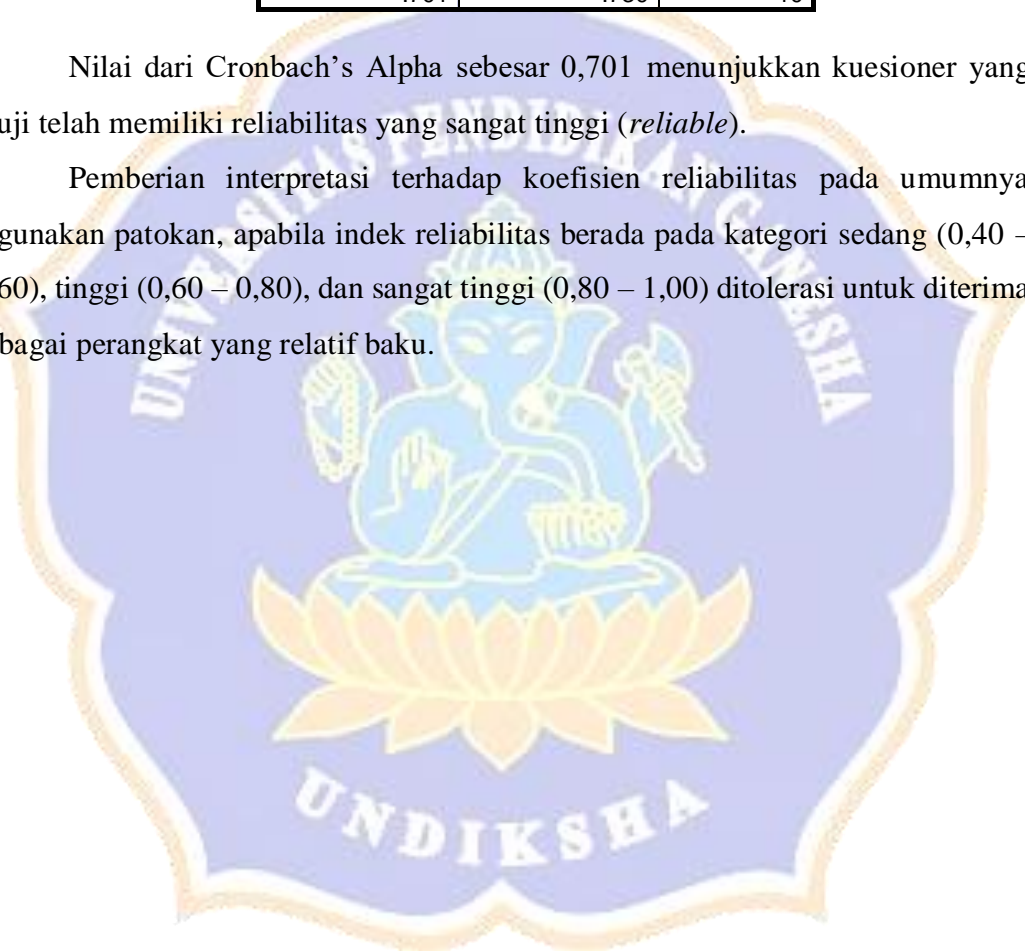 Nilai dari Cronbach's Alpha sebesar 0,701 menunjukkan kuesioner yang
uji telah memiliki reliabilitas yang sangat tinggi (reliable).
Pemberian interpretasi terhadap koefisien reliabilitas pada umumnya
gunakan patokan, apabila indek reliabilitas berada pada kategori sedang (0,40 –
60), tinggi (0,60 – 0,80), dan sangat tinggi (0,80 – 1,00) ditolerasi untuk diterima
bagai perangkat yang relatif baku.
UNIVERSITAS PENDIDIKAN GANESHA
UNDIKSHA